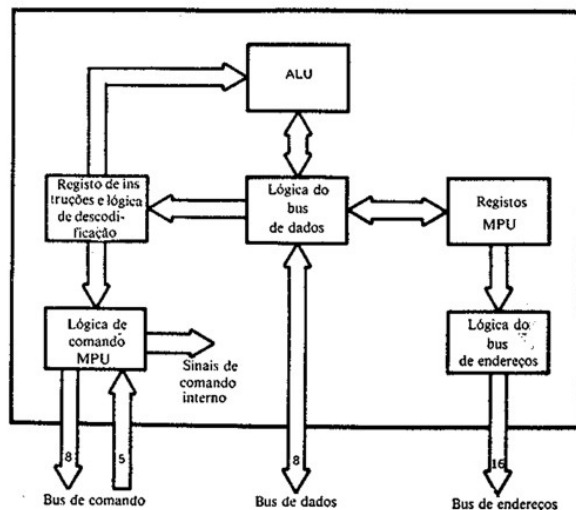 ALU
Registo de ins
truções e lógica
de descodi-
ficação
Lógica do
bus
de dados
Registos
MPU
Lógica de
comando
MPU
Sinais de
comando
interno
Lógica do
bus
de endereços
8
5
8
16
Bus de comando
Bus de dados
Bus de endereços